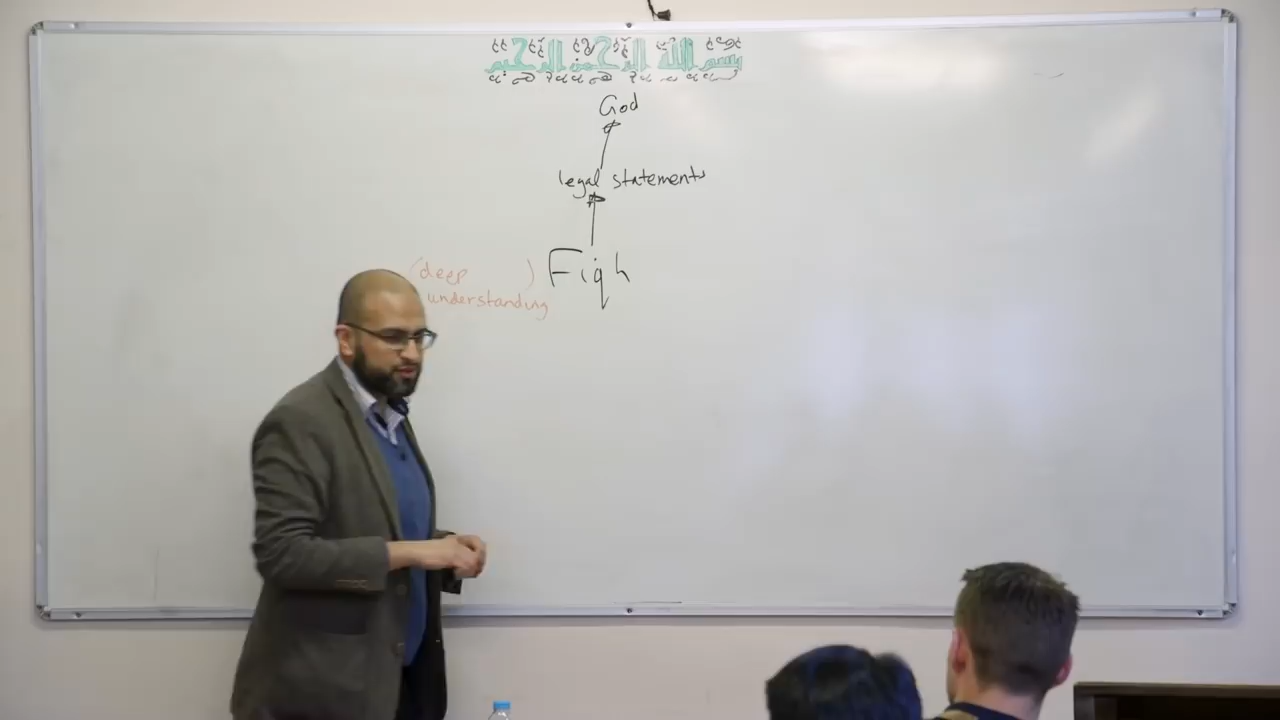 بسم الله الرحمن الرحيم
God
legal statements
(deep ) Fiqh
understanding